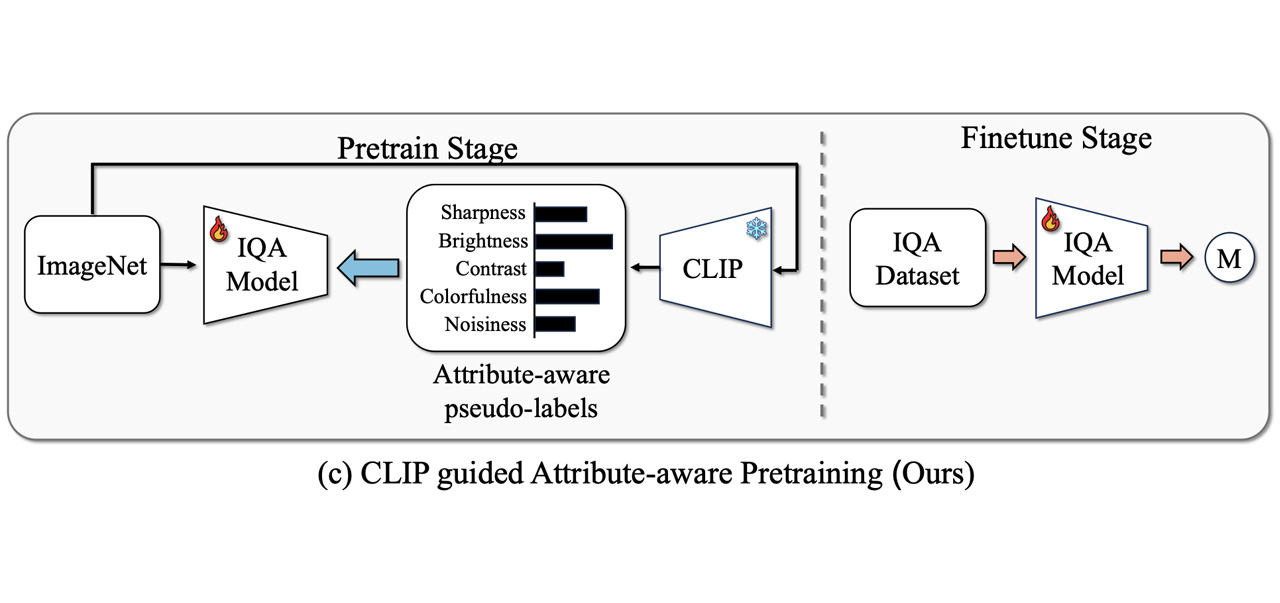 Pretrain Stage
Finetune Stage
ImageNet
IQA
Model
Sharpness
Brightness
Contrast
Colorfulness
Noisiness
CLIP
Attribute-aware
pseudo-labels
IQA
Dataset
IQA
Model
M
(c) CLIP guided Attribute-aware Pretraining (Ours)